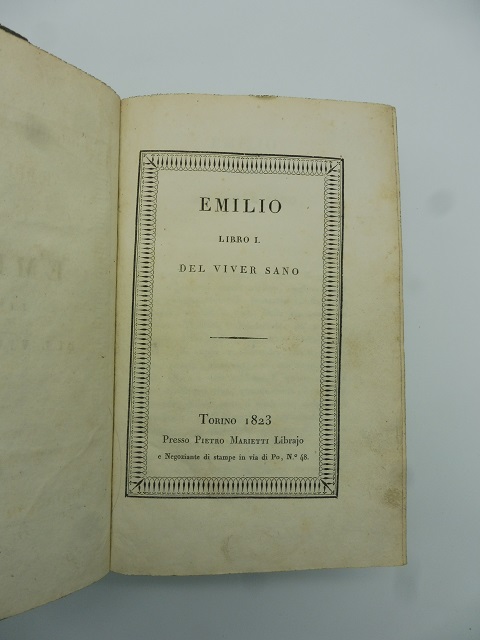 EMILIO
LIBRO I.
DEL VIVER SANO
TORINO 1823
Presso PIETRO MARIETTI Librajo
e Negoziante di stampe in via di Po, N.º 48.